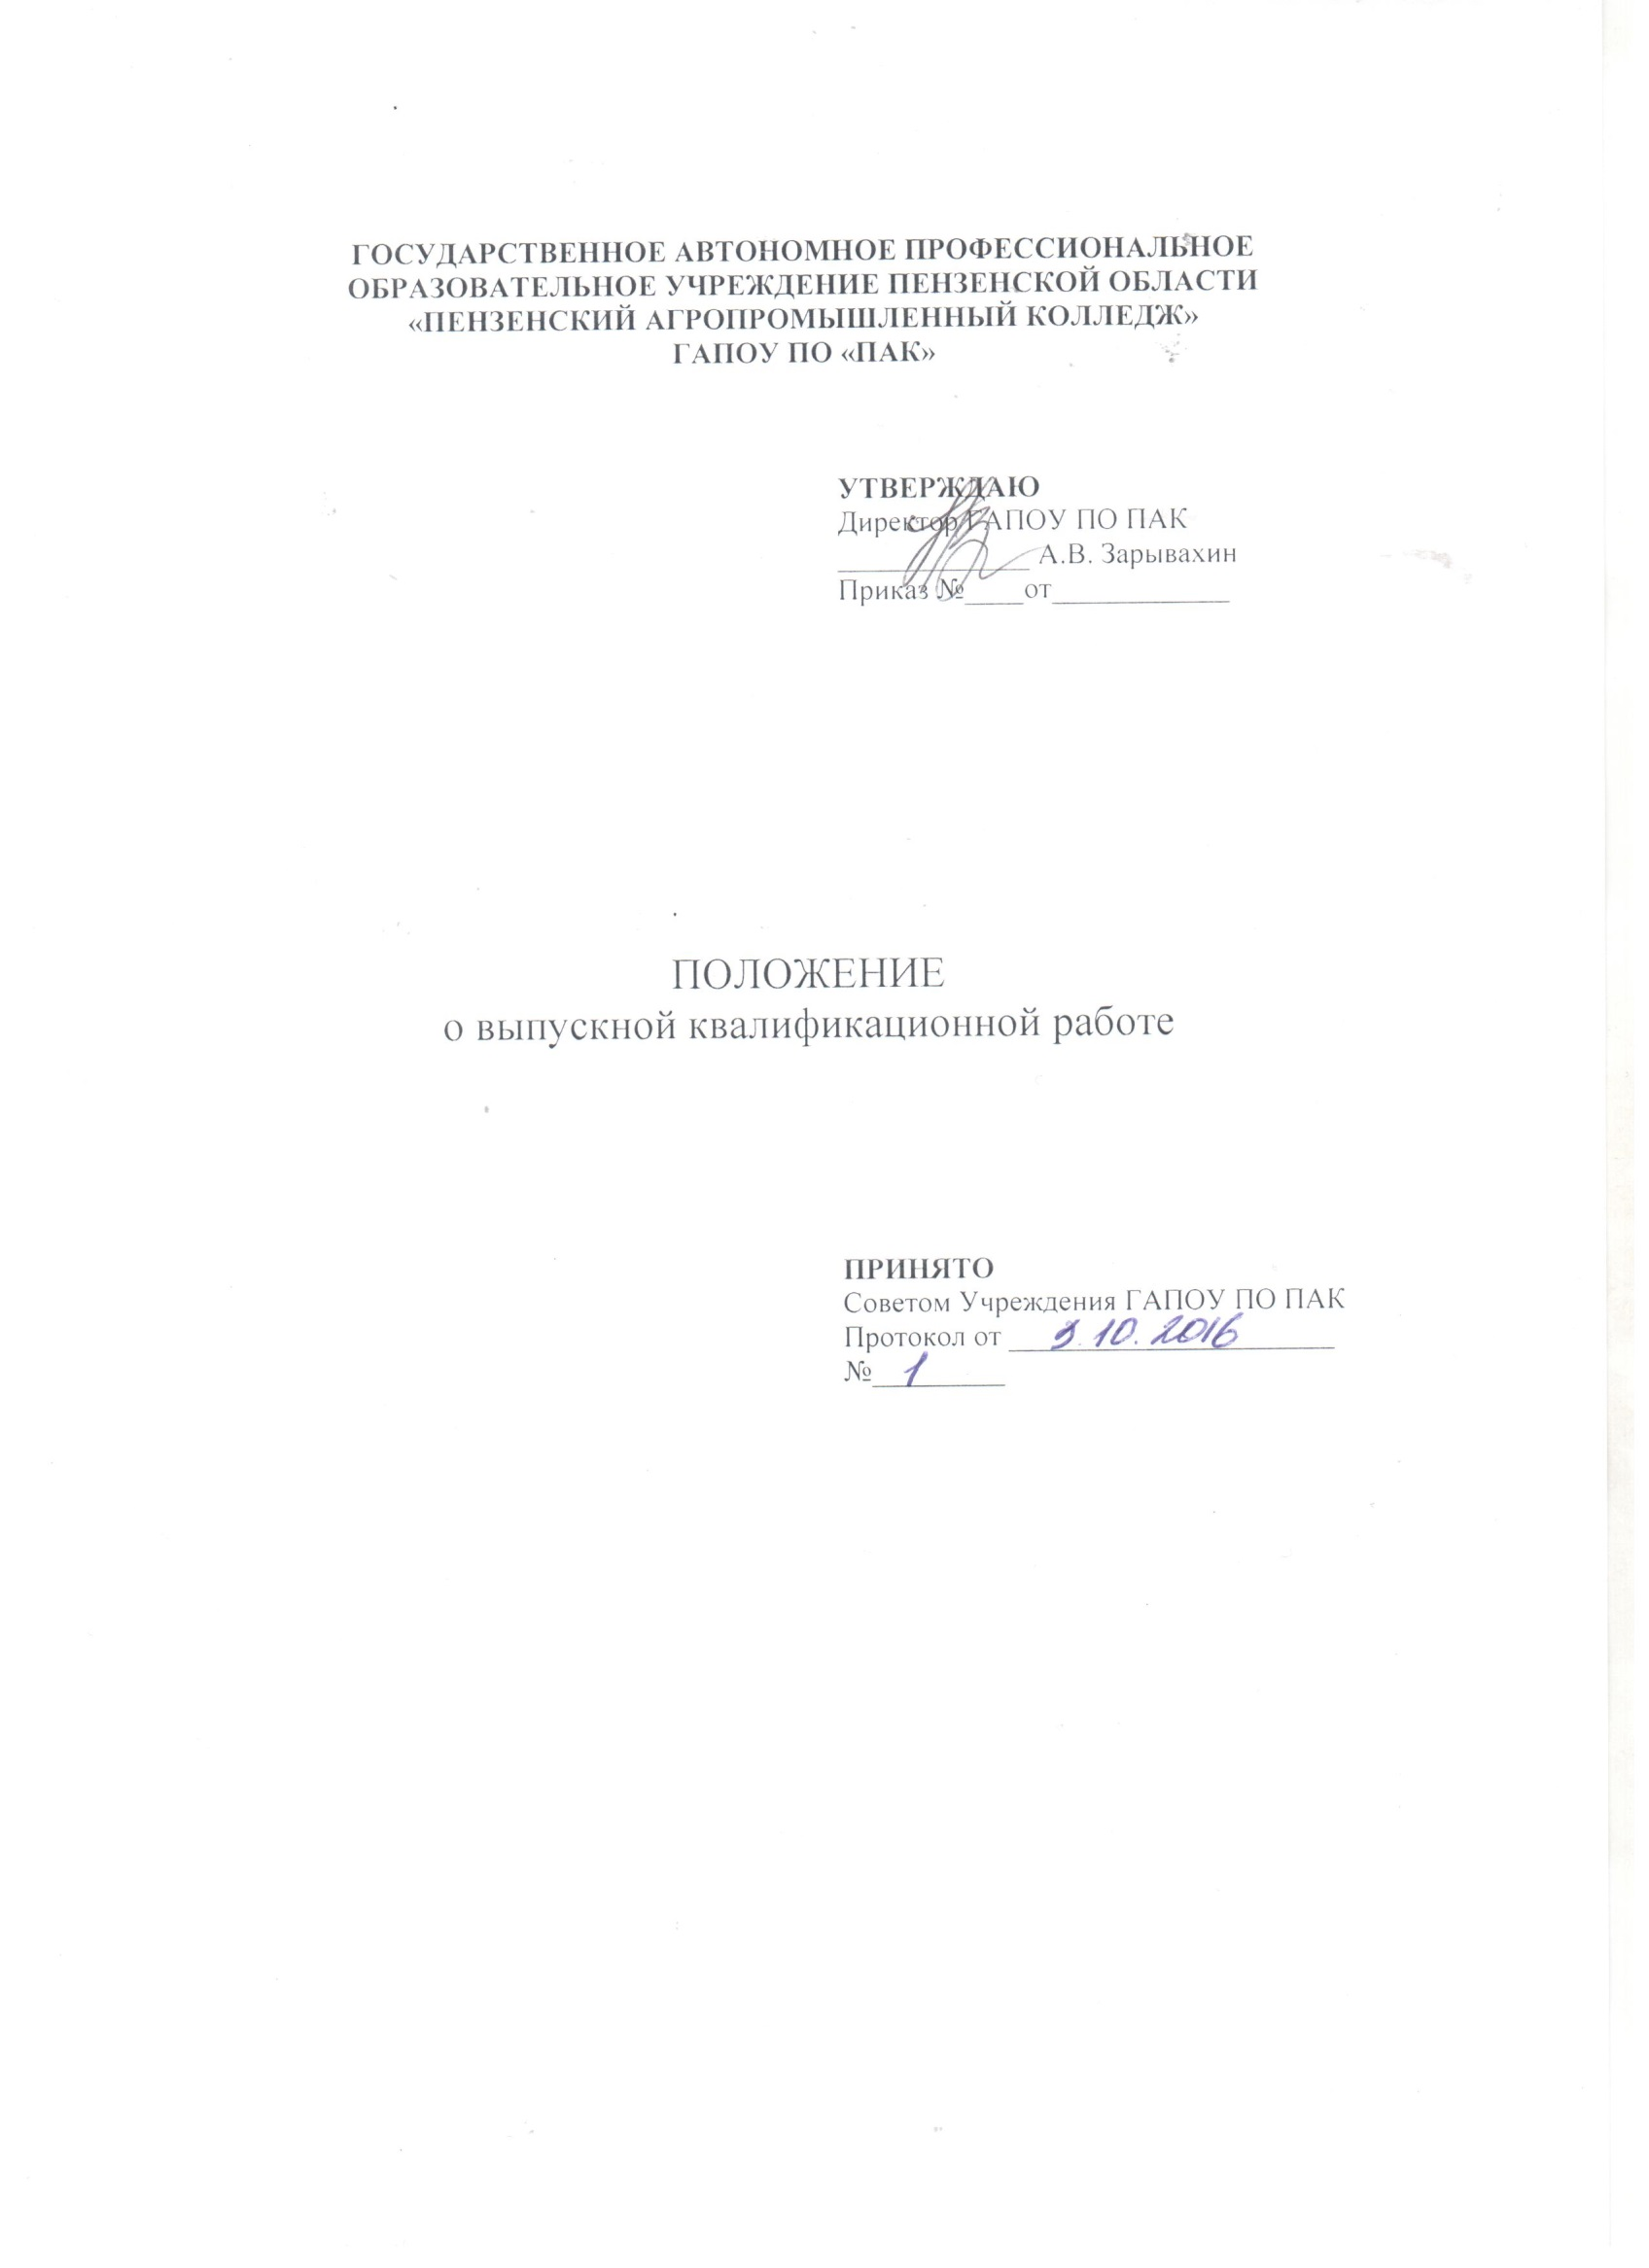 ГОСУДАРСТВЕННОЕ АВТОНОМНОЕ ПРОФЕССИОНАЛЬНОЕ
ОБРАЗОВАТЕЛЬНОЕ УЧРЕЖДЕНИЕ ПЕНЗЕНСКОЙ ОБЛАСТИ
«ПЕНЗЕНСКИЙ АГРОПРОМЫШЛЕННЫЙ КОЛЛЕДЖ»
ГАПОУ ПО «ПАК»
УТВЕРЖДАЮ
Директор ГАПОУ ПО ПАК
______________ А.В. Зарывахин
Приказ №____от____________
ПОЛОЖЕНИЕ
о выпускной квалификационной работе
ПРИНЯТО
Советом Учреждения ГАПОУ ПО ПАК
Протокол от 3.10.2016
№ 1